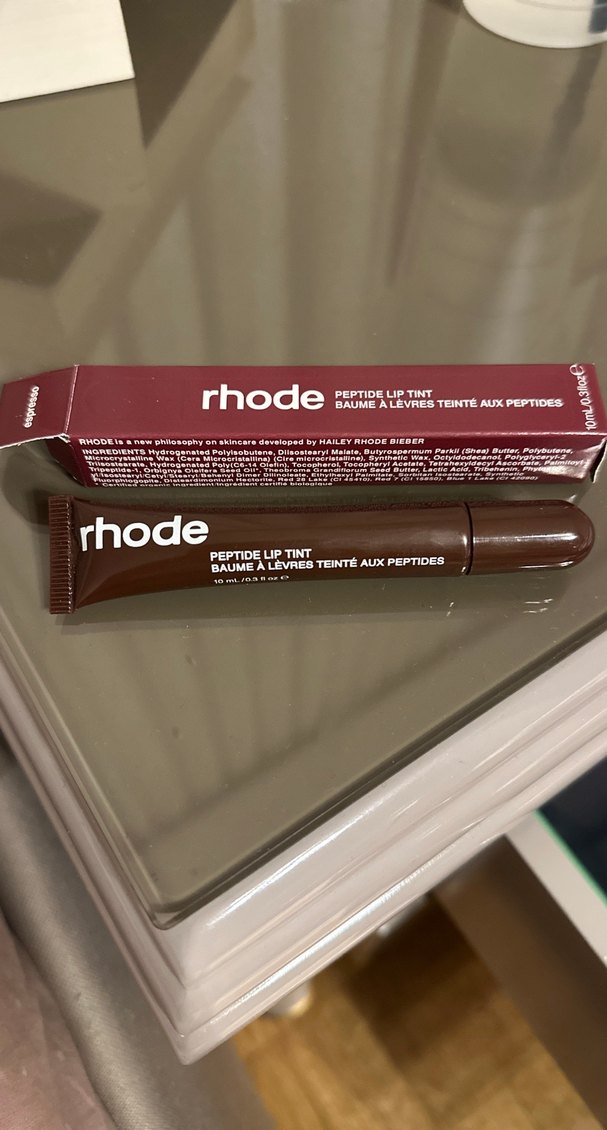 espresso
rhode
PEPTIDE LIP TINT
BAUME À LÈVRES TEINTÉ AUX PEPTIDES
10 mL/0.3 fl oz ℮
RHODE is a new philosophy on skincare developed by HAILEY RHODE BIEBER
INGREDIENTS Hydrogenated Polyisobutene, Diisostearyl Malate, Butyrospermum Parkii (Shea) Butter, Polybutene,
Microcrystalline Wax (Cera Microcristallina) (Cire microcristallin), Synthetic Wax, Octyldodecanol, Polyglyceryl-2
Triisostearate, Hydrogenated Poly(C6-14 Olefin), Tocopherol, Tocopheryl Acetate, Tetrahexyldecyl Ascorbate, Palmitoyl
Tripeptide-1, Orbignya Oleifera Seed Oil*, Theobroma Grandiflorum Seed Butter, Lactic Acid, Tribehenin,
Fluorphlogopite, Disteardimonium Hectorite, Red 28 Lake (CI 45410), Red 7 (CI 15850), Blue 1 Lake (CI 42090)
rhode
PEPTIDE LIP TINT
BAUME À LÈVRES TEINTÉ AUX PEPTIDES
10 mL / 0.3 fl oz ℮